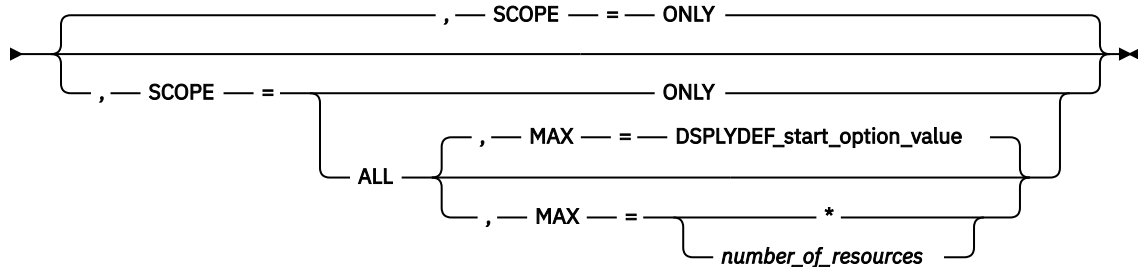 , SCOPE = ONLY
, SCOPE = ONLY
, MAX = DSPLYDEF_start_option_value
ALL
, MAX = *
number_of_resources